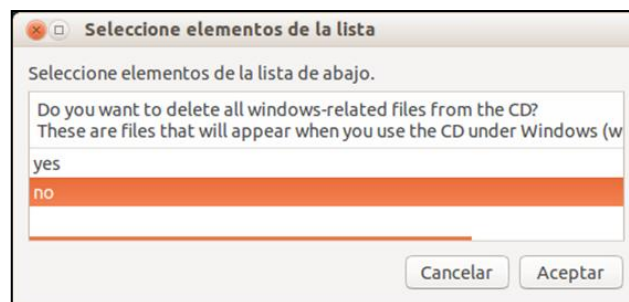 Seleccione elementos de la lista
Seleccione elementos de la lista de abajo.
Do you want to delete all windows-related files from the CD?
These are files that will appear when you use the CD under Windows (w
yes
no
Cancelar
Aceptar